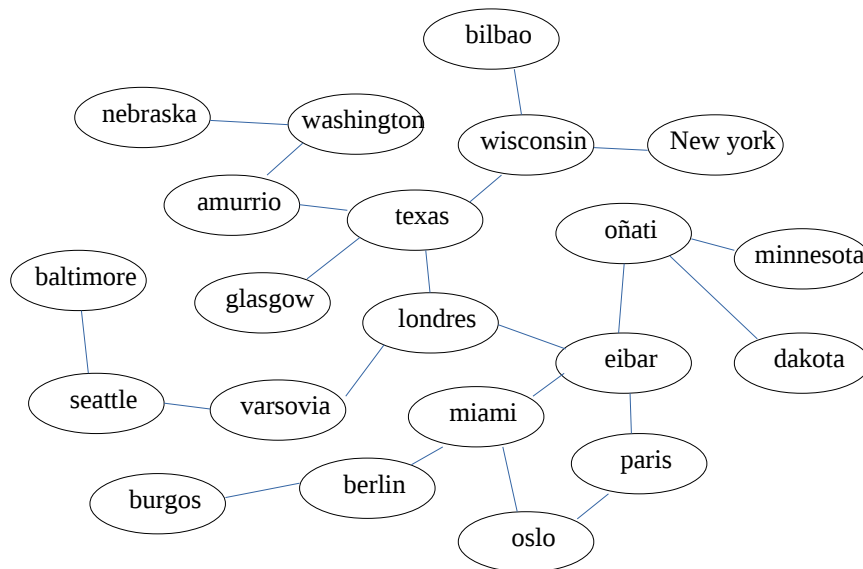 bilbao
nebraska
washington
wisconsin
New york
amurrio
texas
oñati
baltimore
minnesota
glasgow
londres
eibar
dakota
seattle
varsovia
miami
paris
burgos
berlin
oslo